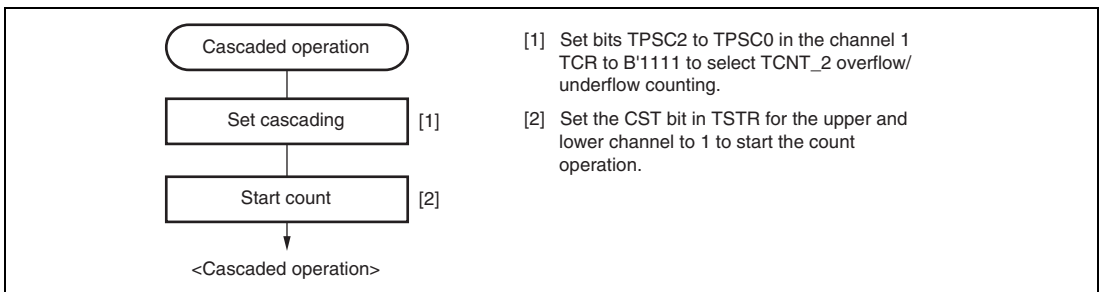 Cascaded operation
Set cascading
[1]
Start count
[2]
<Cascaded operation>
[1] Set bits TPSC2 to TPSC0 in the channel 1
TCR to B'1111 to select TCNT_2 overflow/
underflow counting.
[2] Set the CST bit in TSTR for the upper and
lower channel to 1 to start the count
operation.